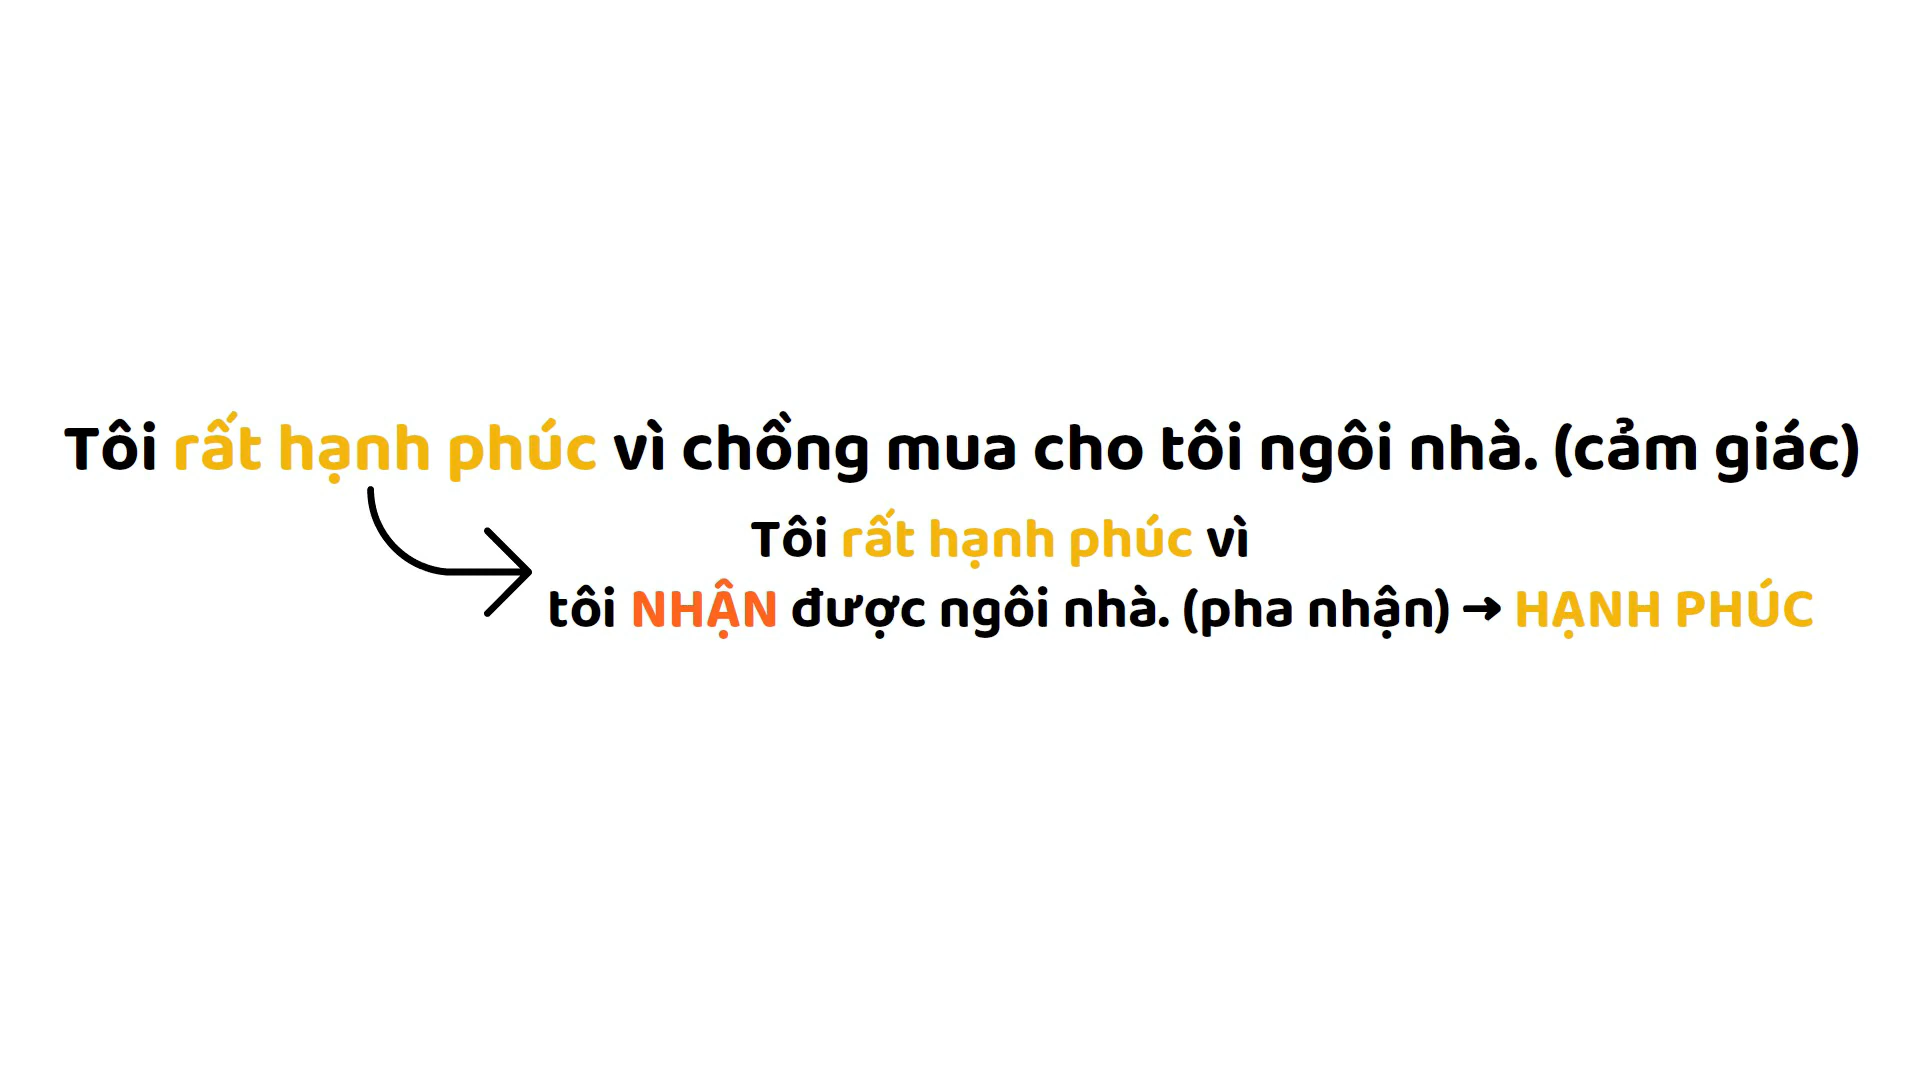 Tôi rất hạnh phúc vì chồng mua cho tôi ngôi nhà. (cảm giác)
Tôi rất hạnh phúc vì
tôi NHẬN được ngôi nhà. (pha nhận) → HẠNH PHÚC